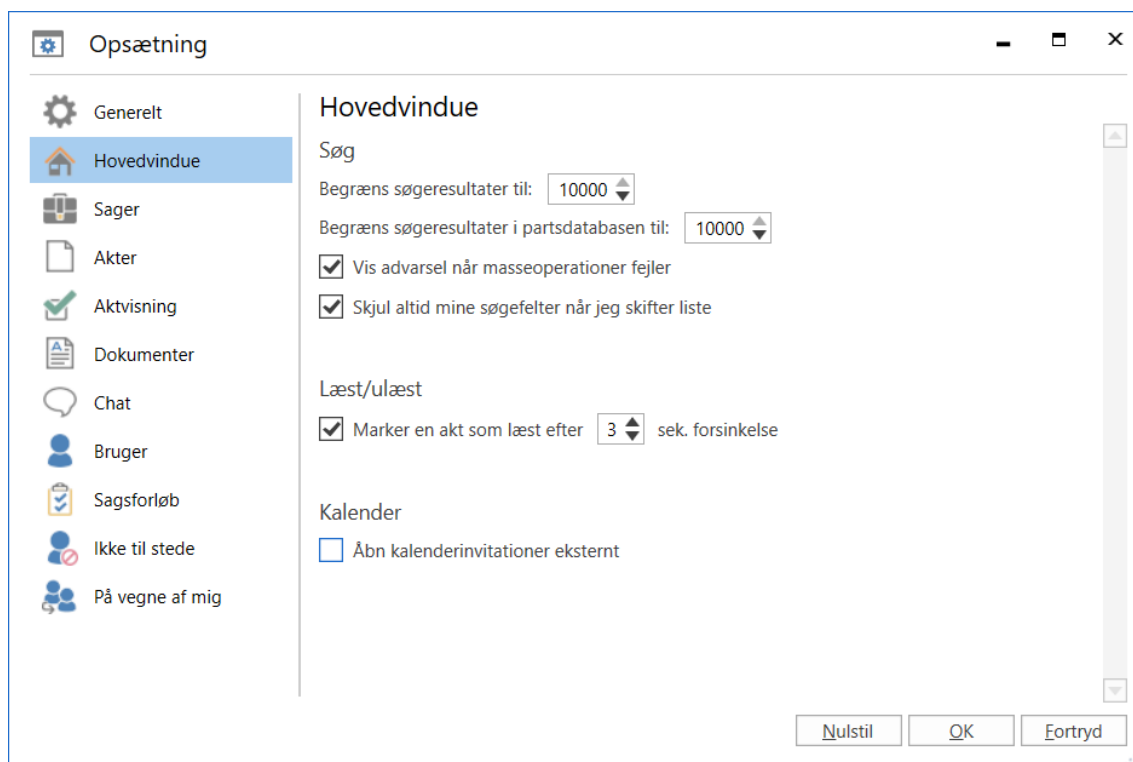 Opsætning
Generelt
Hovedvindue
Sager
Akter
Aktvisning
Dokumenter
Chat
Bruger
Sagsforløb
Ikke til stede
På vegne af mig
Hovedvindue
Søg
Begræns søgeresultater til: 10000
Begræns søgeresultater i partsdatabasen til: 10000
Vis advarsel når masseoperationer fejler
Skjul altid mine søgefelter når jeg skifter liste
Læst/ulæst
Marker en akt som læst efter 3 sek. forsinkelse
Kalender
Åbn kalenderinvitationer eksternt
Nulstil OK Fortryd